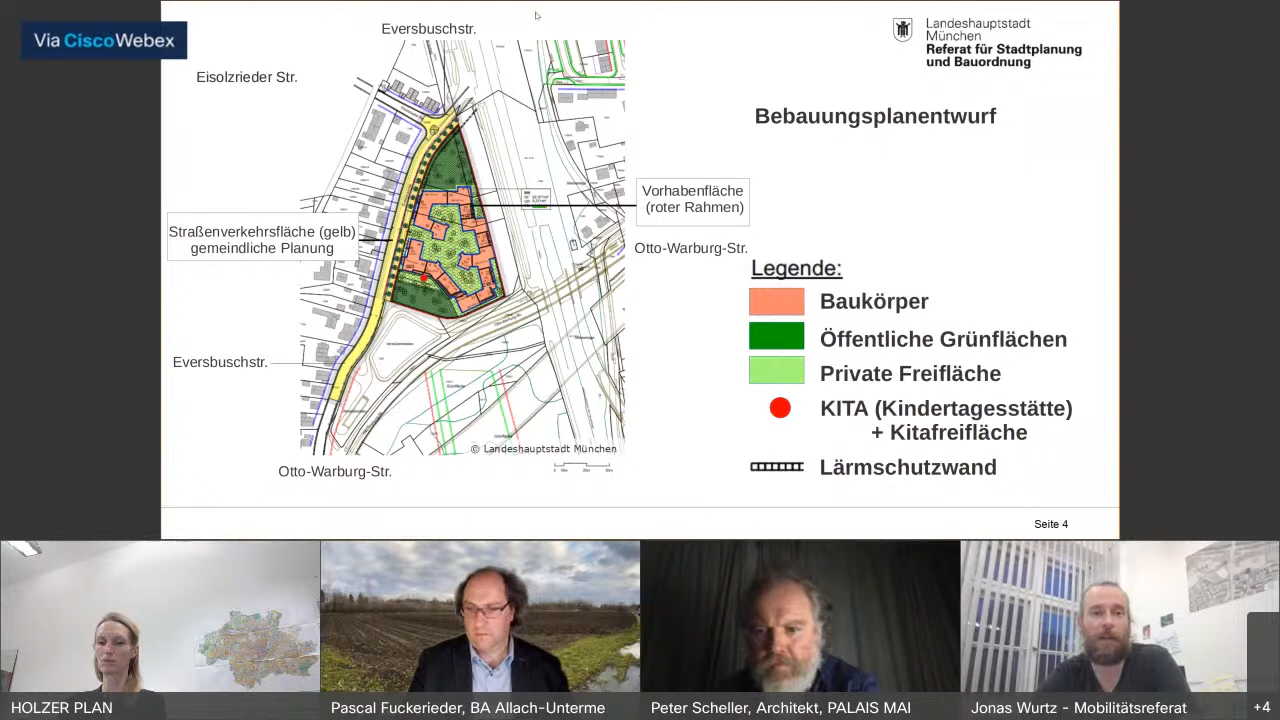 Via CiscoWebex
Eversbuschstr.
Eisolzrieder Str.
Landeshauptstadt
München
Referat für Stadtplanung
und Bauordnung
Bebauungsplanentwurf
Vorhabenfläche
(roter Rahmen)
Straßenverkehrsfläche (gelb)
gemeindliche Planung
Otto-Warburg-Str.
Legende:
Baukörper
Öffentliche Grünflächen
Private Freifläche
KITA (Kindertagesstätte)
+ Kitafreifläche
Lärmschutzwand
Eversbuschstr.
© Landeshauptstadt München
Otto-Warburg-Str.
Seite 4
HOLZER PLAN
Pascal Fuckerieder, BA Allach-Unterme
Peter Scheller, Architekt, PALAIS MAI
Jonas Wurtz - Mobilitätsreferat
+4